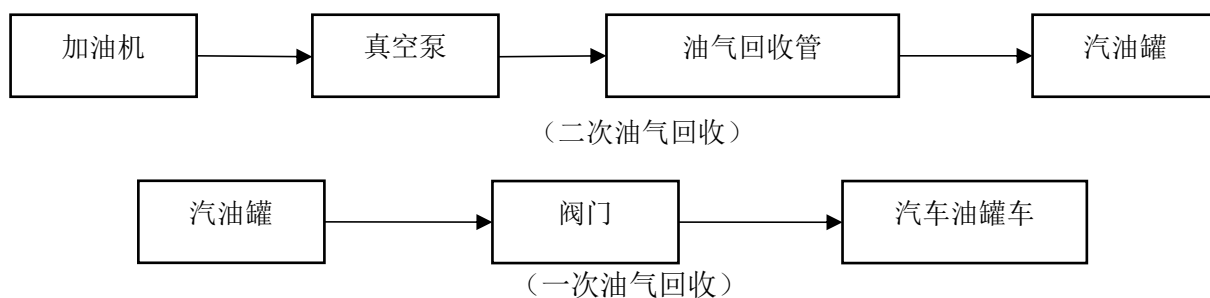 加油机 真空泵 油气回收管 汽油罐
（二次油气回收）
汽油罐 阀门 汽车油罐车
（一次油气回收）